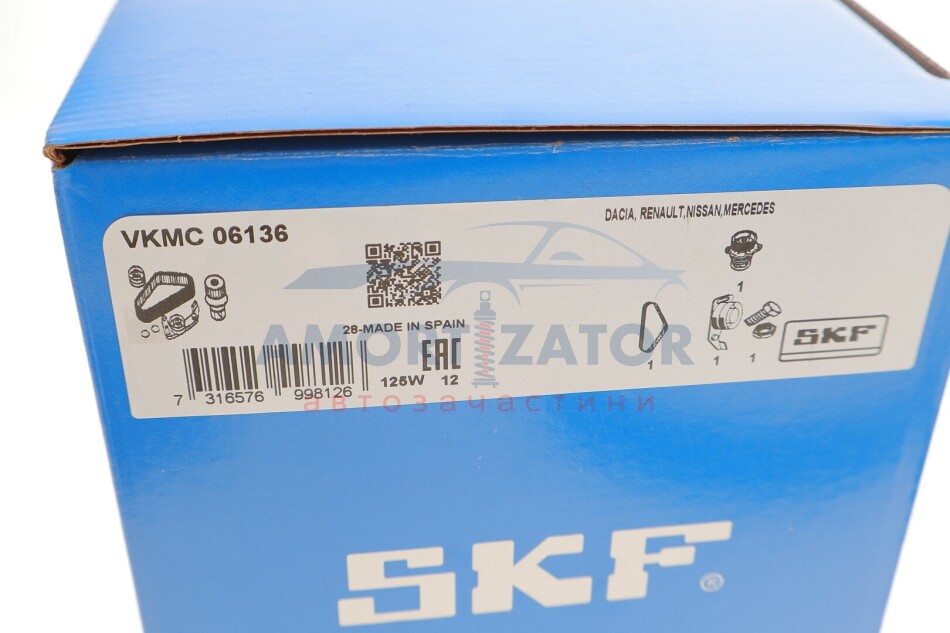 VKMC 06136
DACIA, RENAULT,NISSAN,MERCEDES
1
28-MADE IN SPAIN
AMORTIZATOR
EAC
SKF
1 1 1
7 316576 998126
125W 12
автозачастини
SKF®